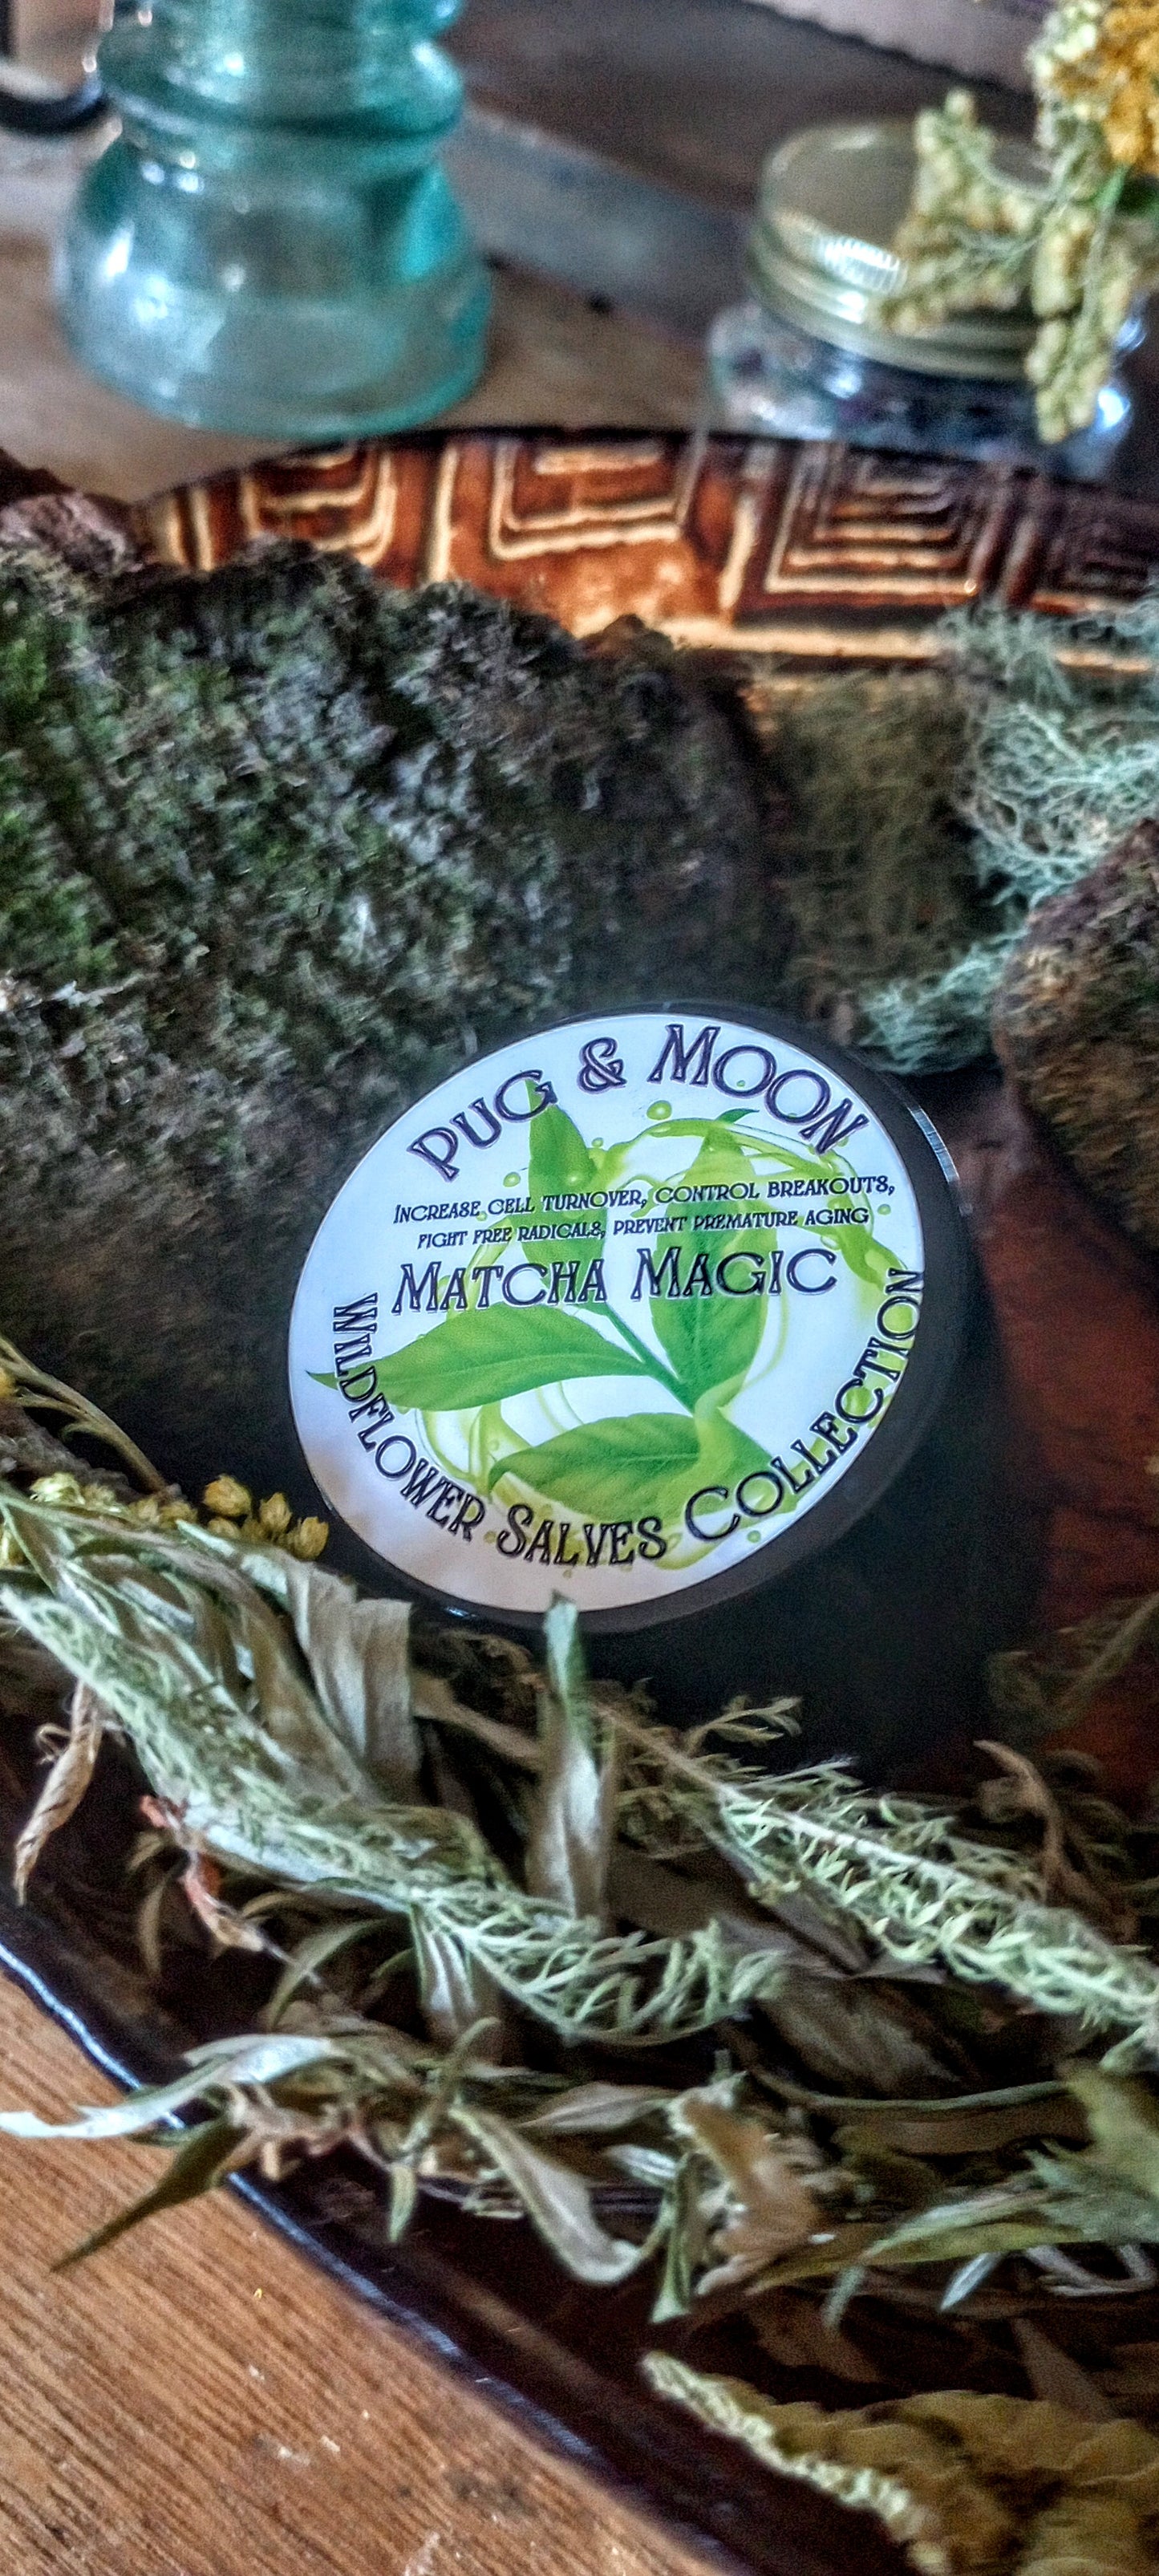 PUG & MOON
INCREASE CELL TURNOVER, CONTROL BREAKOUTS,
FIGHT FREE RADICALS, PREVENT PREMATURE AGING
MATCHA MAGIC
WILDFLOWER SALVES COLLECTION